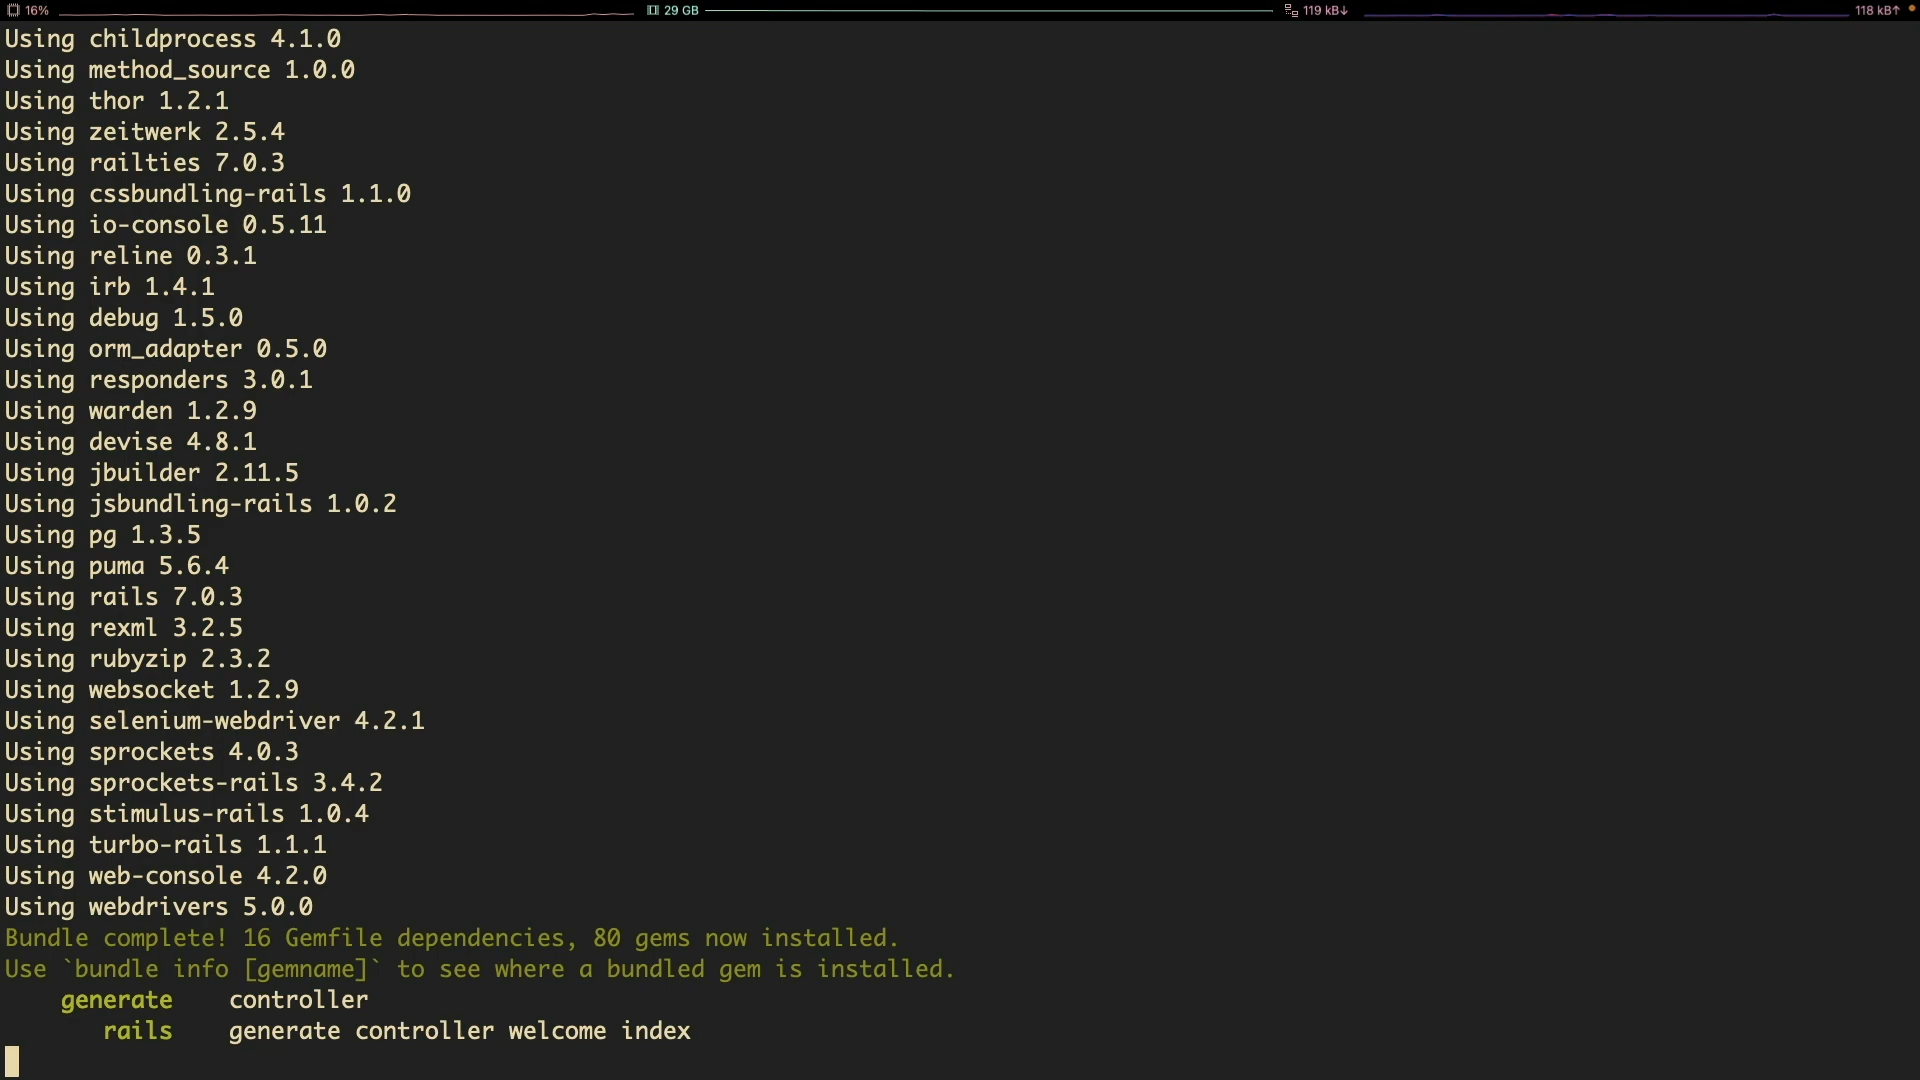 16% 29 GB 119 kB↓ 118 kB↑
Using childprocess 4.1.0
Using method_source 1.0.0
Using thor 1.2.1
Using zeitwerk 2.5.4
Using railties 7.0.3
Using cssbundling-rails 1.1.0
Using io-console 0.5.11
Using reline 0.3.1
Using irb 1.4.1
Using debug 1.5.0
Using orm_adapter 0.5.0
Using responders 3.0.1
Using warden 1.2.9
Using devise 4.8.1
Using jbuilder 2.11.5
Using jsbundling-rails 1.0.2
Using pg 1.3.5
Using puma 5.6.4
Using rails 7.0.3
Using rexml 3.2.5
Using rubyzip 2.3.2
Using websocket 1.2.9
Using selenium-webdriver 4.2.1
Using sprockets 4.0.3
Using sprockets-rails 3.4.2
Using stimulus-rails 1.0.4
Using turbo-rails 1.1.1
Using web-console 4.2.0
Using webdrivers 5.0.0
Bundle complete! 16 Gemfile dependencies, 80 gems now installed.
Use `bundle info [gemname]` to see where a bundled gem is installed.
generate controller
rails generate controller welcome index